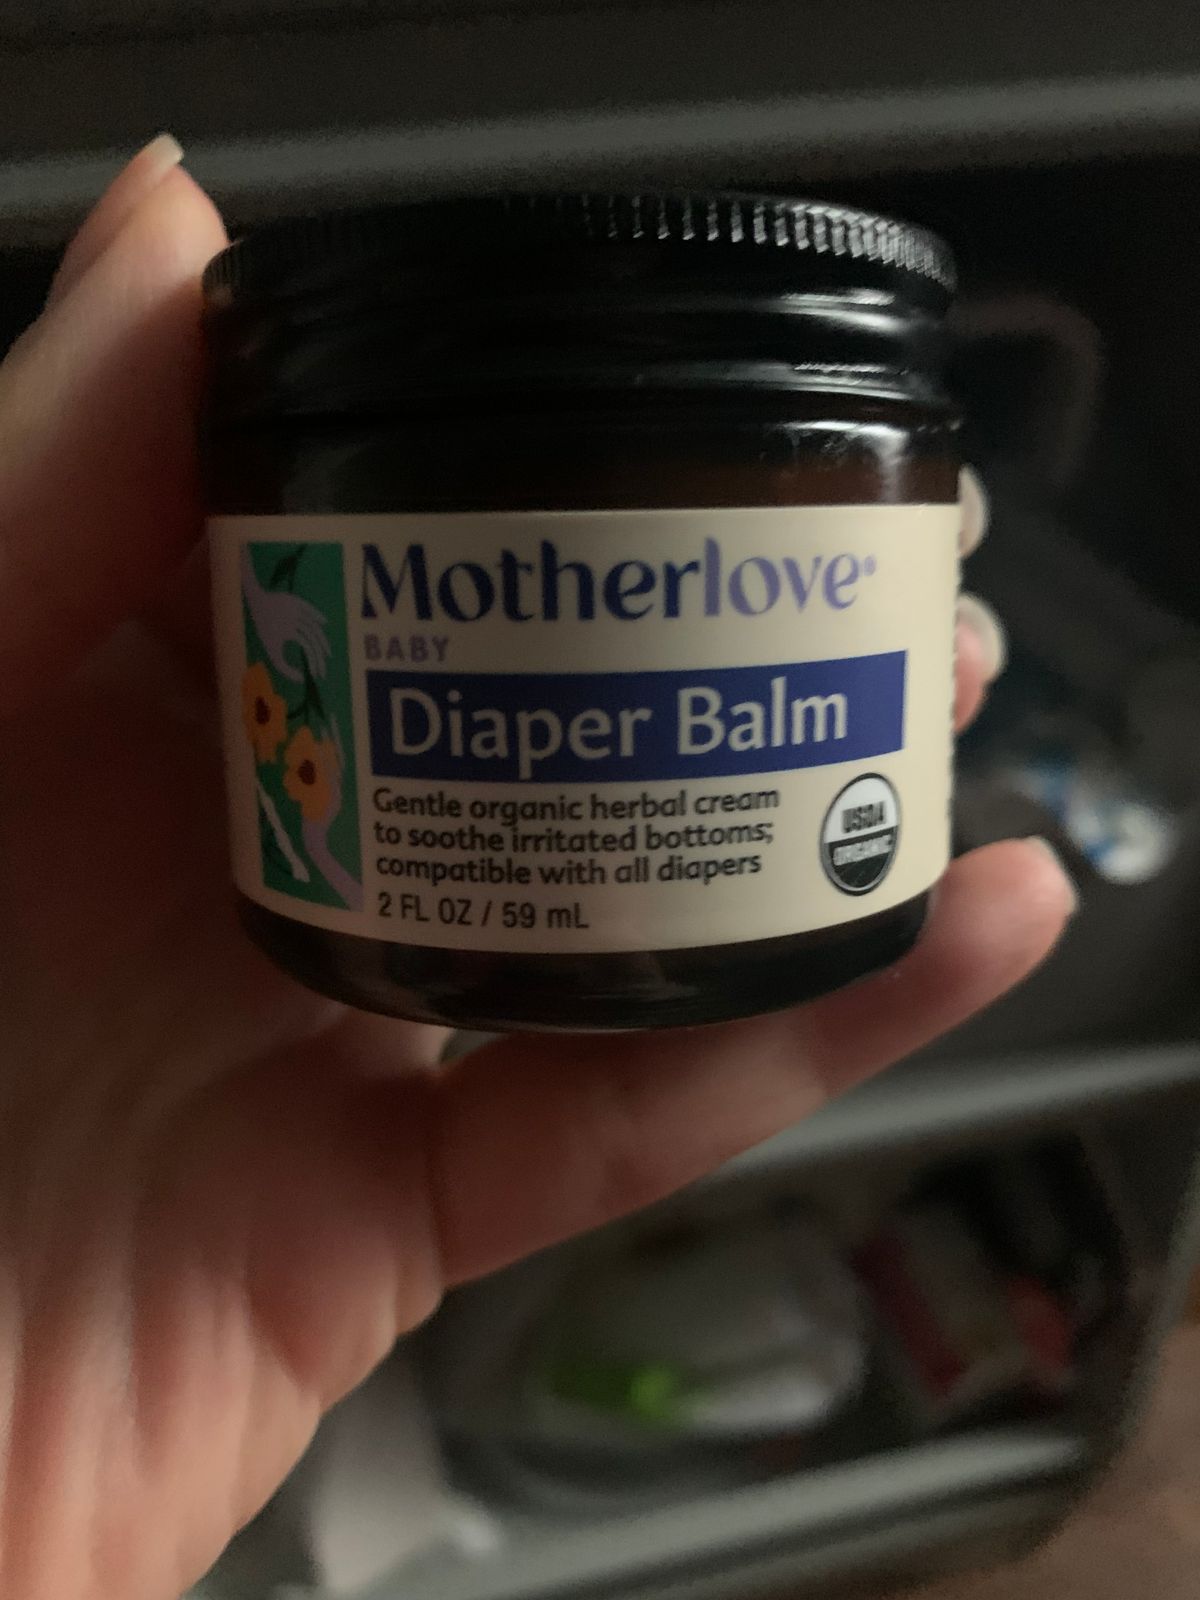 Motherlove®
BABY
Diaper Balm
Gentle organic herbal cream
to soothe irritated bottoms;
compatible with all diapers
USDA
ORGANIC
2 FL OZ / 59 mL